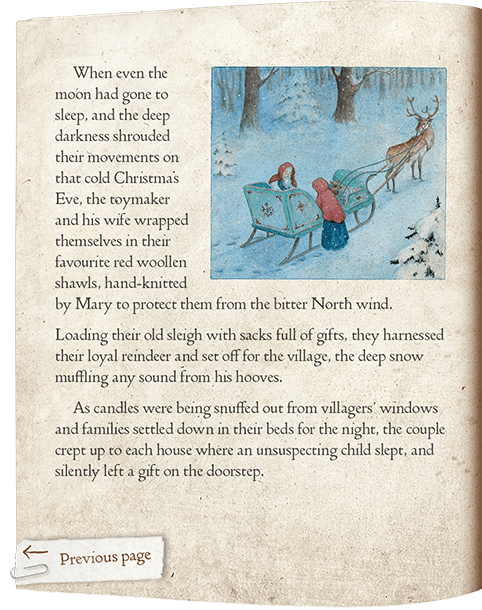 When even the
moon had gone to
sleep, and the deep
darkness shrouded
their movements on
that cold Christmas
Eve, the toymaker
and his wife wrapped
themselves in their
favourite red woollen
shawls, hand-knitted
by Mary to protect them from the bitter North wind.
Loading their old sleigh with sacks full of gifts, they harnessed
their loyal reindeer and set off for the village, the deep snow
muffling any sound from his hooves.
As candles were being snuffed out from villagers' windows
and families settled down in their beds for the night, the couple
crept up to each house where an unsuspecting child slept, and
silently left a gift on the doorstep.
Previous page